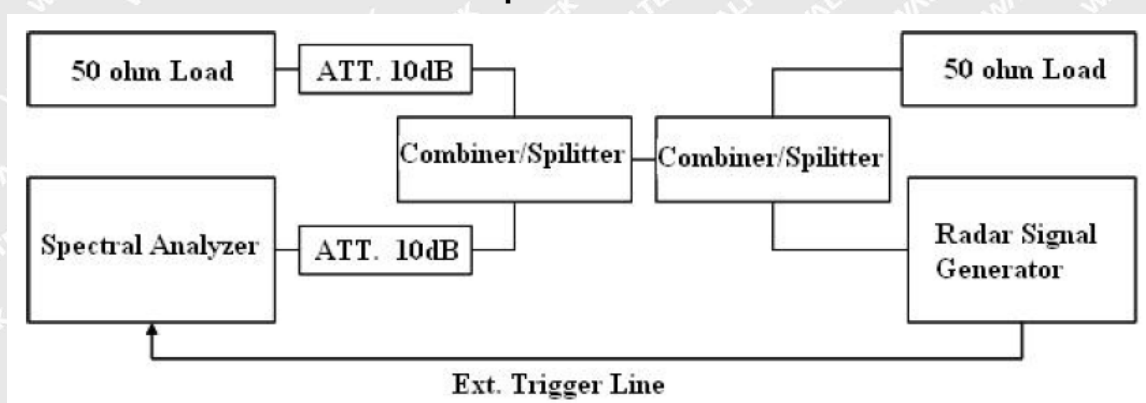 50 ohm Load
ATT. 10dB
50 ohm Load
Combiner/Spilitter
Combiner/Spilitter
Spectral Analyzer
ATT. 10dB
Radar Signal
Generator
Ext. Trigger Line